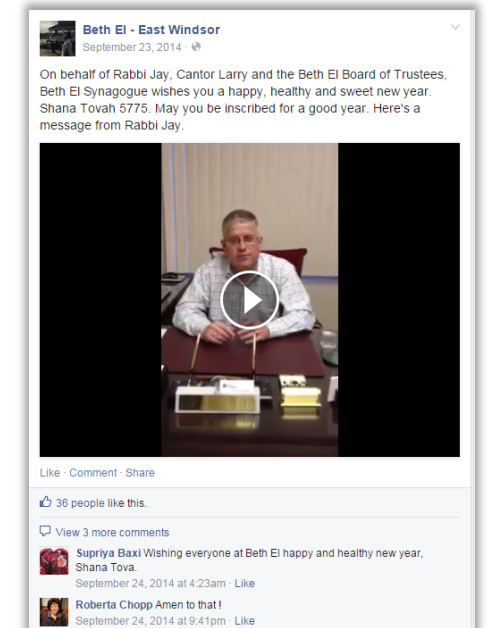 Beth El - East Windsor
September 23, 2014 ·
On behalf of Rabbi Jay, Cantor Larry and the Beth El Board of Trustees,
Beth El Synagogue wishes you a happy, healthy and sweet new year.
Shana Tovah 5775. May you be inscribed for a good year. Here's a
message from Rabbi Jay.
Like · Comment · Share
36 people like this.
View 3 more comments
Supriya Baxi Wishing everyone at Beth El happy and healthy new year,
Shana Tova.
September 24, 2014 at 4:23am · Like
Roberta Chopp Amen to that !
September 24, 2014 at 9:41pm · Like